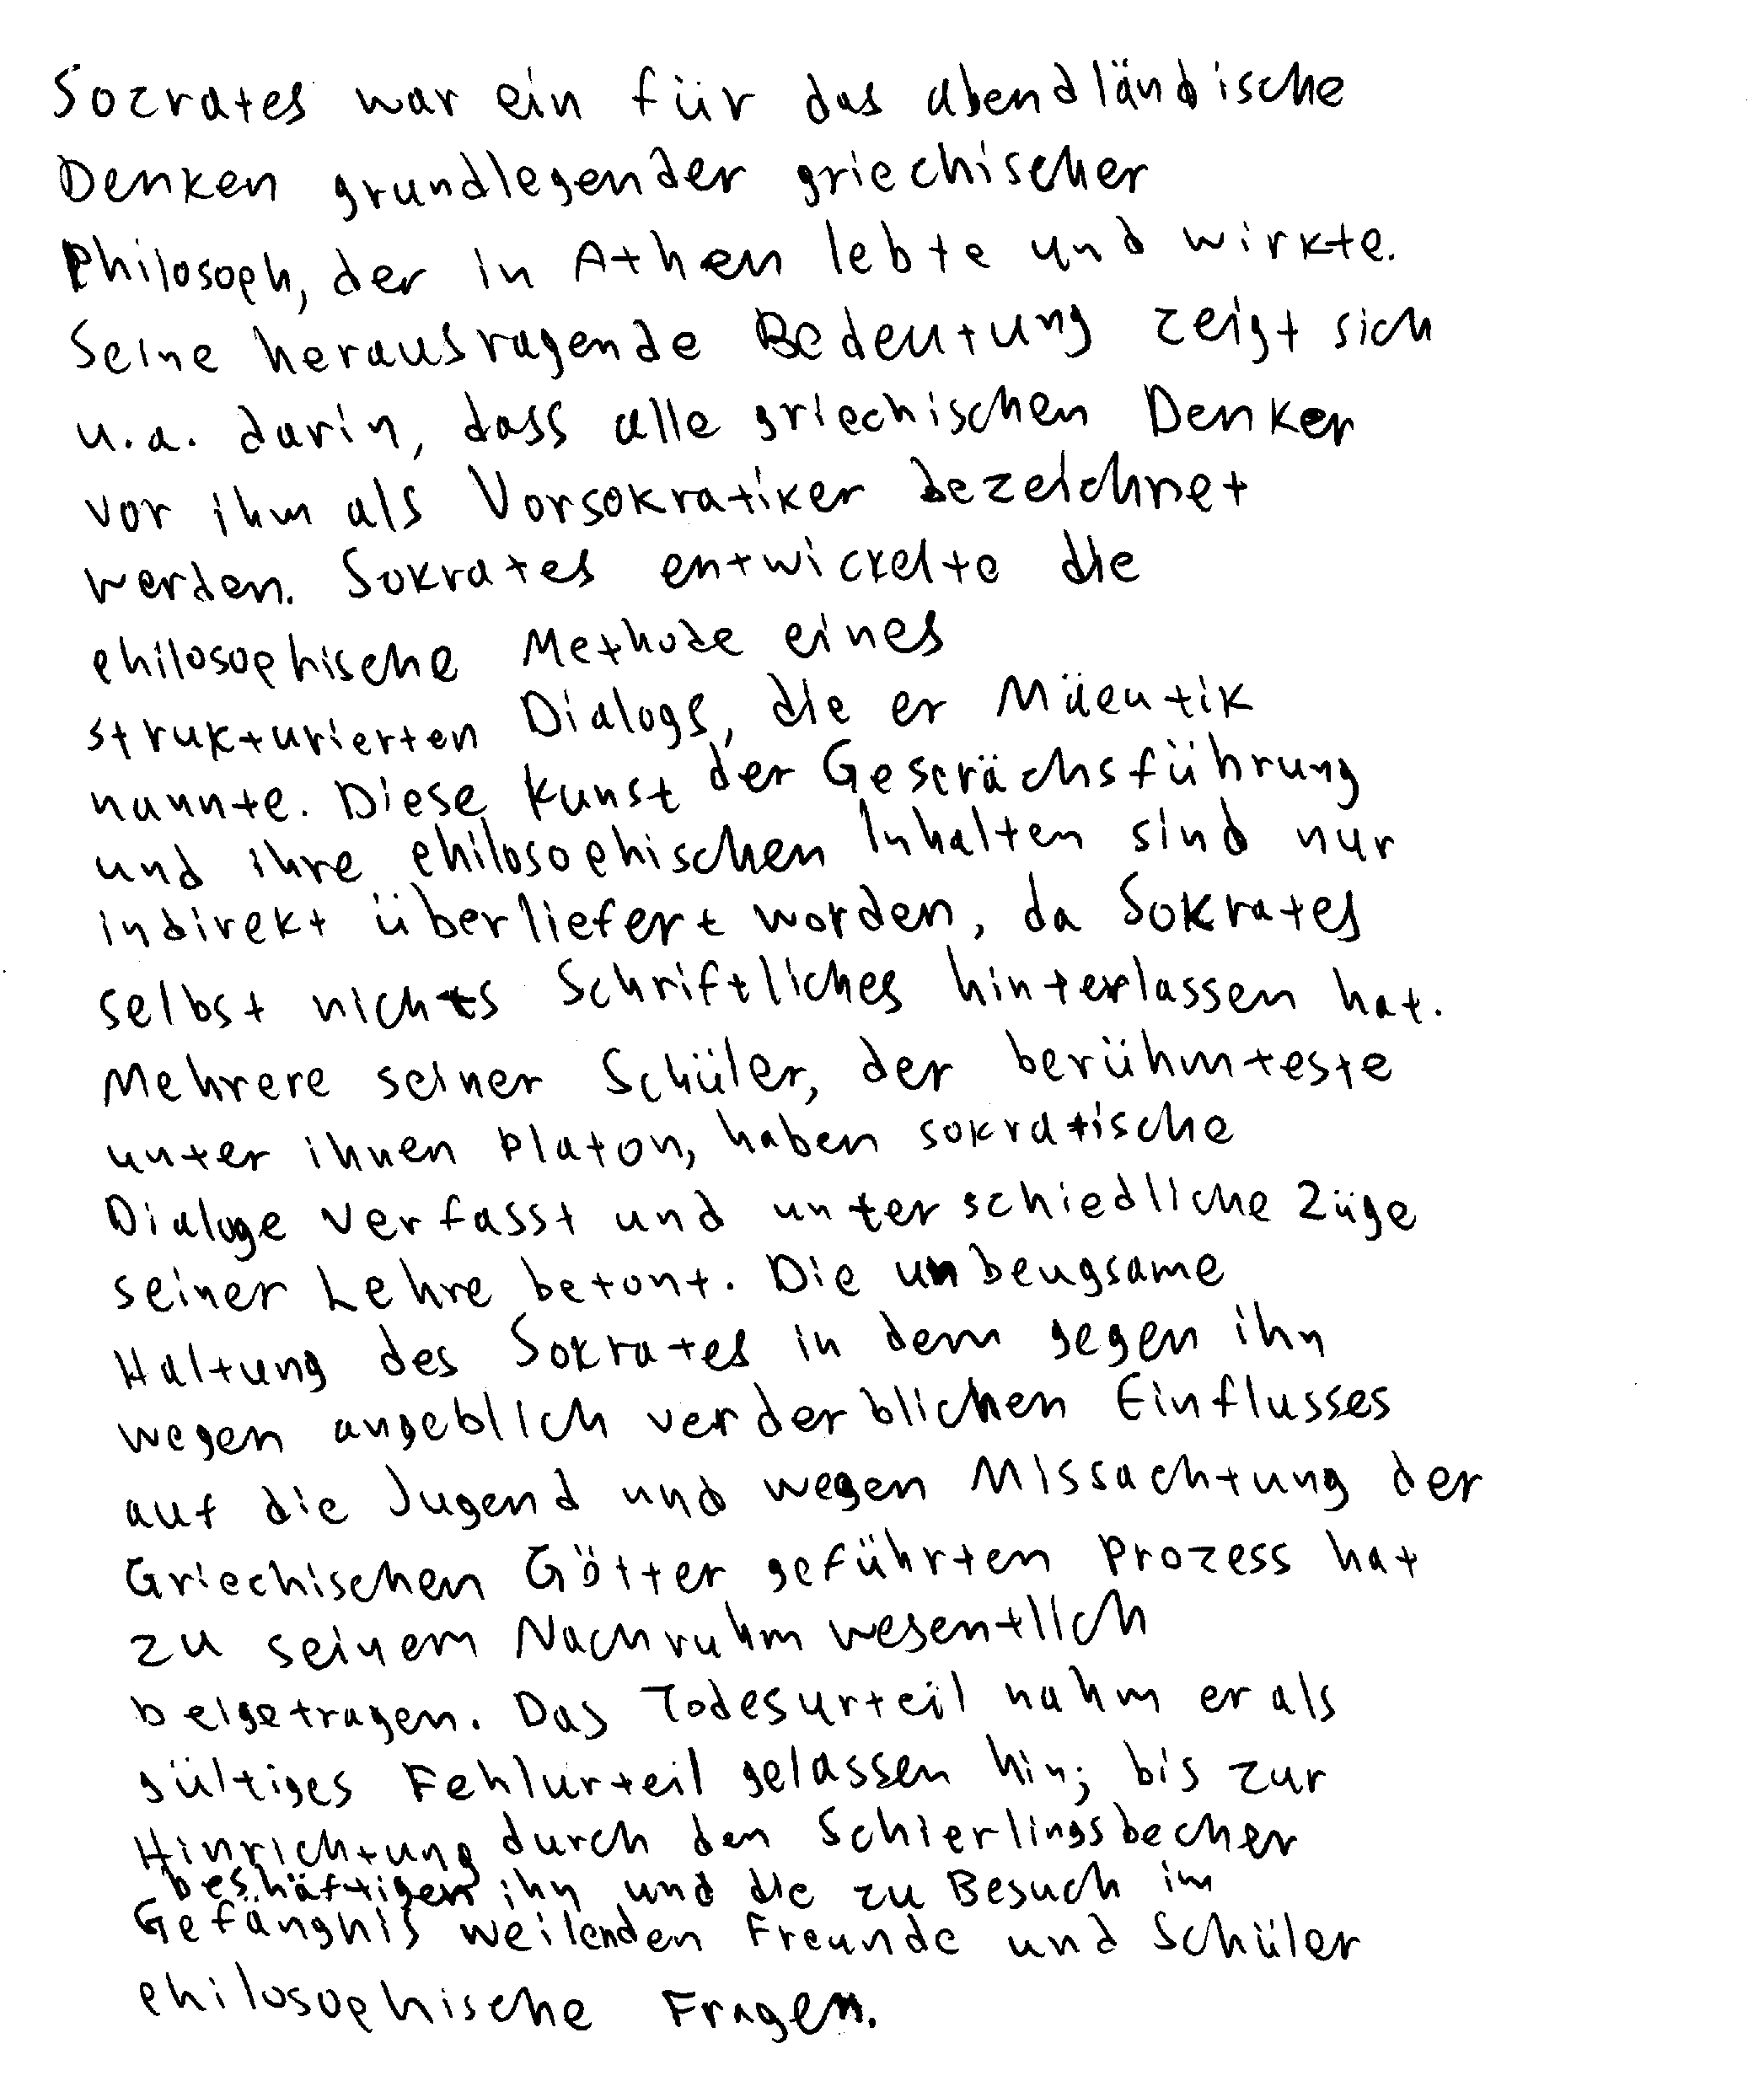 Socrates war ein für das abendländische
Denken grundlegender griechischer
Philosoph, der in Athen lebte und wirkte.
Seine herausragende Bedeutung zeigt sich
u.a. darin, dass alle griechischen Denker
vor ihm als Vorsokratiker bezeichnet
werden. Sokrates entwickelte die
philosophische Methode eines
strukturierten Dialogs, die er Mäeutik
nannte. Diese Kunst der Gesprächsführung
und ihre philosophischen Inhalten sind nur
indirekt überliefert worden, da Sokrates
selbst nichts Schriftliches hinterlassen hat.
Mehrere seiner Schüler, der berühmteste
unter ihnen Platon, haben sokratische
Dialoge verfasst und unterschiedliche Züge
seiner Lehre betont. Die unbeugsame
Haltung des Sokrates in dem gegen ihn
wegen angeblich verderblichen Einflusses
auf die Jugend und wegen Missachtung der
Griechischen Götter geführten Prozess hat
zu seinem Nachruhm wesentlich
beigetragen. Das Todesurteil nahm er als
gültiges Fehlurteil gelassen hin; bis zur
Hinrichtung durch den Schierlingsbecher
beshäftigen ihn und die zu Besuch im
Gefängnis weilenden Freunde und Schüler
philosophische Fragen.